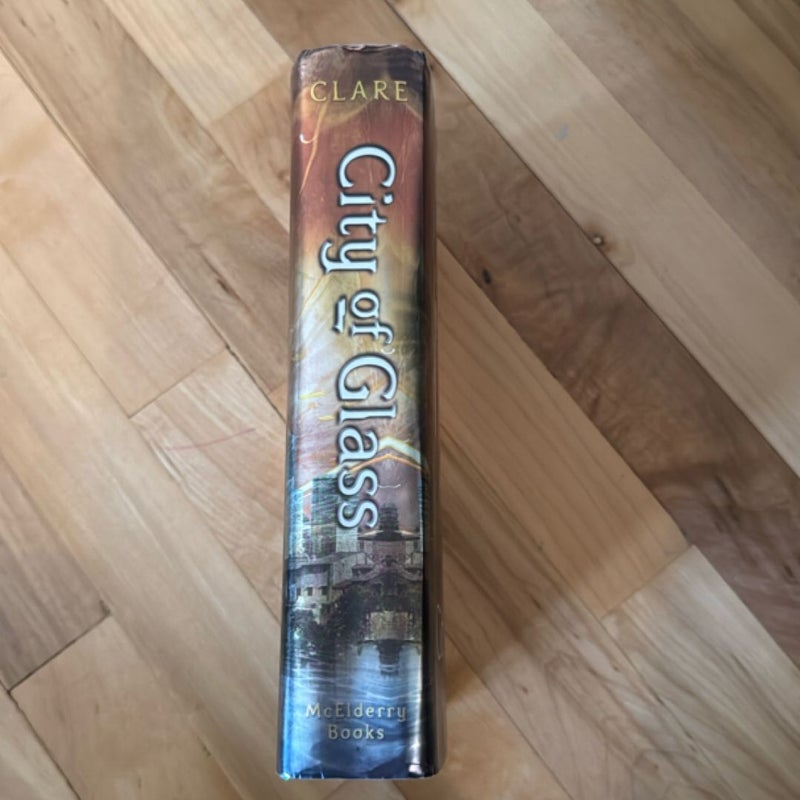 CLARE
City of Glass
McElderry
Books